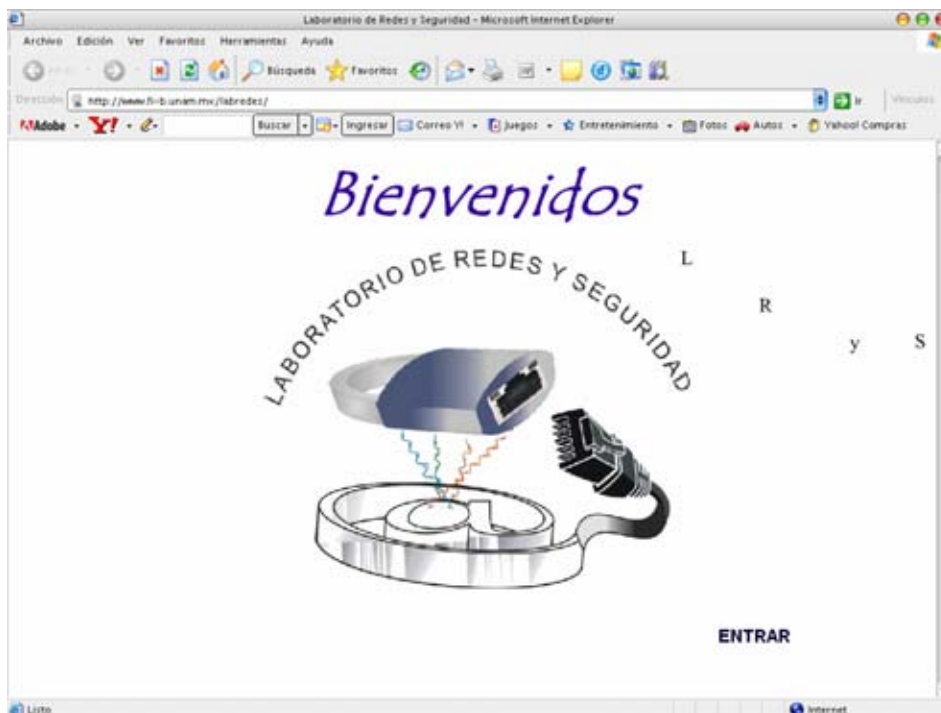 Laboratorio de Redes y Seguridad - Microsoft Internet Explorer
Archivo Edición Ver Favoritos Herramientas Ayuda
Búsqueda Favoritos
Dirección http://www.fi-b.unam.mx/labredes/ Ir Vínculos
Adobe Y! Buscar Ingresar Correo Y! Juegos Entretenimiento Fotos Autos Yahoo! Compras
Bienvenidos
LABORATORIO DE REDES Y SEGURIDAD
L
R
y S
ENTRAR
Listo Internet